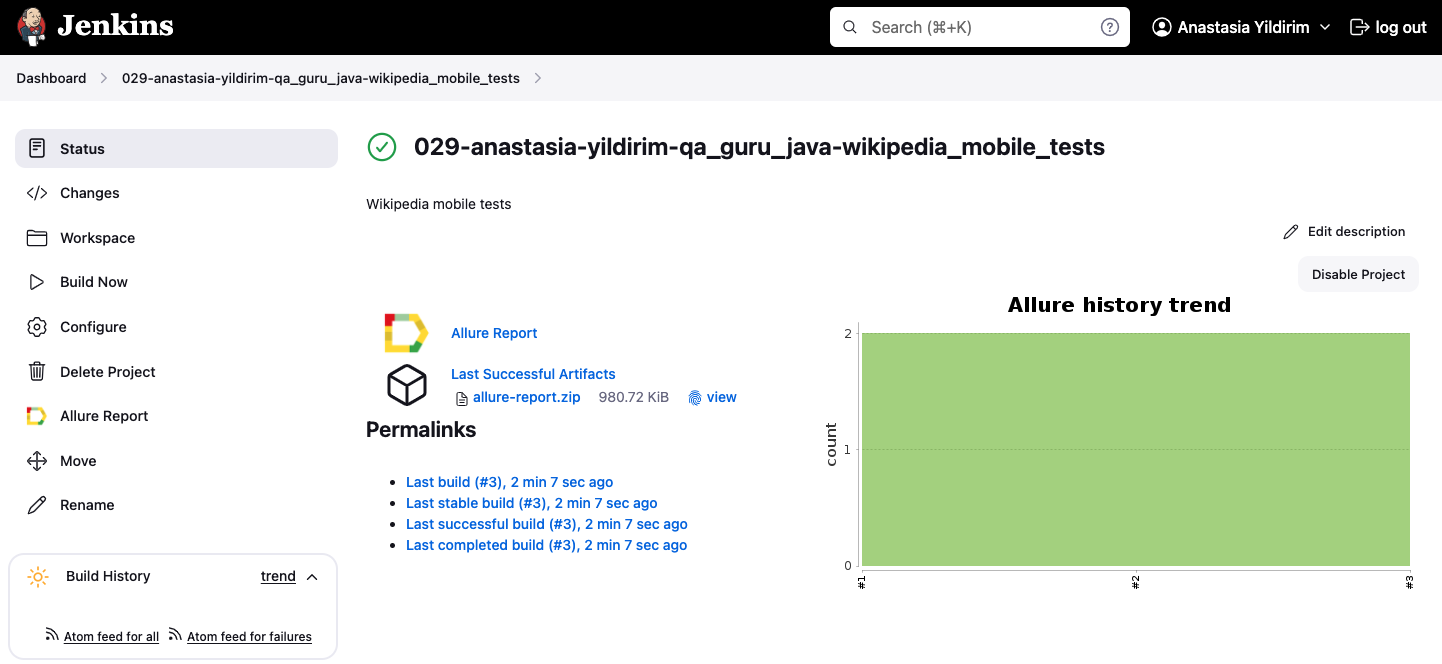 Jenkins
Search (⌘+K)
Anastasia Yildirim
log out
Dashboard
029-anastasia-yildirim-qa_guru_java-wikipedia_mobile_tests
Status
Changes
Workspace
Build Now
Configure
Delete Project
Allure Report
Move
Rename
Build History
trend
Atom feed for all
Atom feed for failures
029-anastasia-yildirim-qa_guru_java-wikipedia_mobile_tests
Wikipedia mobile tests
Edit description
Disable Project
Allure Report
Last Successful Artifacts
allure-report.zip 980.72 KiB view
Permalinks
Last build (#3), 2 min 7 sec ago
Last stable build (#3), 2 min 7 sec ago
Last successful build (#3), 2 min 7 sec ago
Last completed build (#3), 2 min 7 sec ago
Allure history trend
count
2
1
0
#1
#2
#3